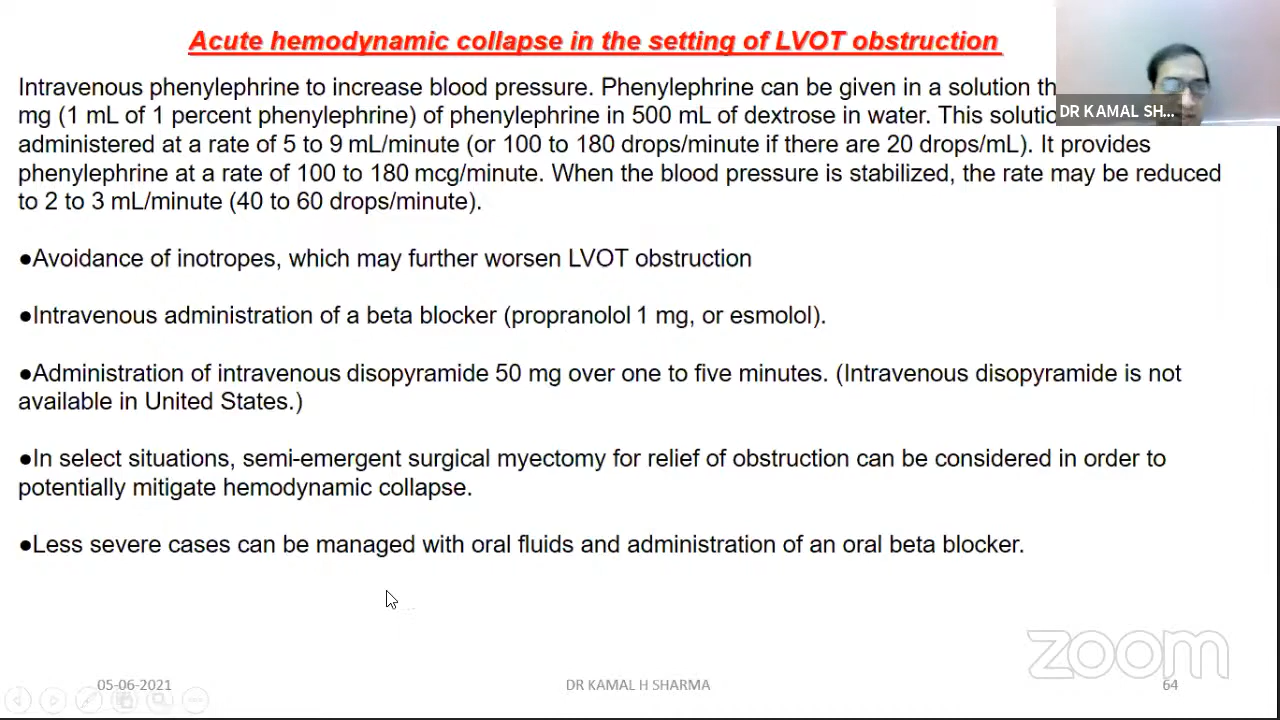 Acute hemodynamic collapse in the setting of LVOT obstruction
DR KAMAL SH...
Intravenous phenylephrine to increase blood pressure. Phenylephrine can be given in a solution
mg (1 mL of 1 percent phenylephrine) of phenylephrine in 500 mL of dextrose in water. This
administered at a rate of 5 to 9 mL/minute (or 100 to 180 drops/minute if there are 20 drops/mL). It provides
phenylephrine at a rate of 100 to 180 mcg/minute. When the blood pressure is stabilized, the rate may be reduced
to 2 to 3 mL/minute (40 to 60 drops/minute).
●Avoidance of inotropes, which may further worsen LVOT obstruction
●Intravenous administration of a beta blocker (propranolol 1 mg, or esmolol).
●Administration of intravenous disopyramide 50 mg over one to five minutes. (Intravenous disopyramide is not
available in United States.)
●In select situations, semi-emergent surgical myectomy for relief of obstruction can be considered in order to
potentially mitigate hemodynamic collapse.
●Less severe cases can be managed with oral fluids and administration of an oral beta blocker.
zoom
05-06-2021
DR KAMAL H SHARMA
64